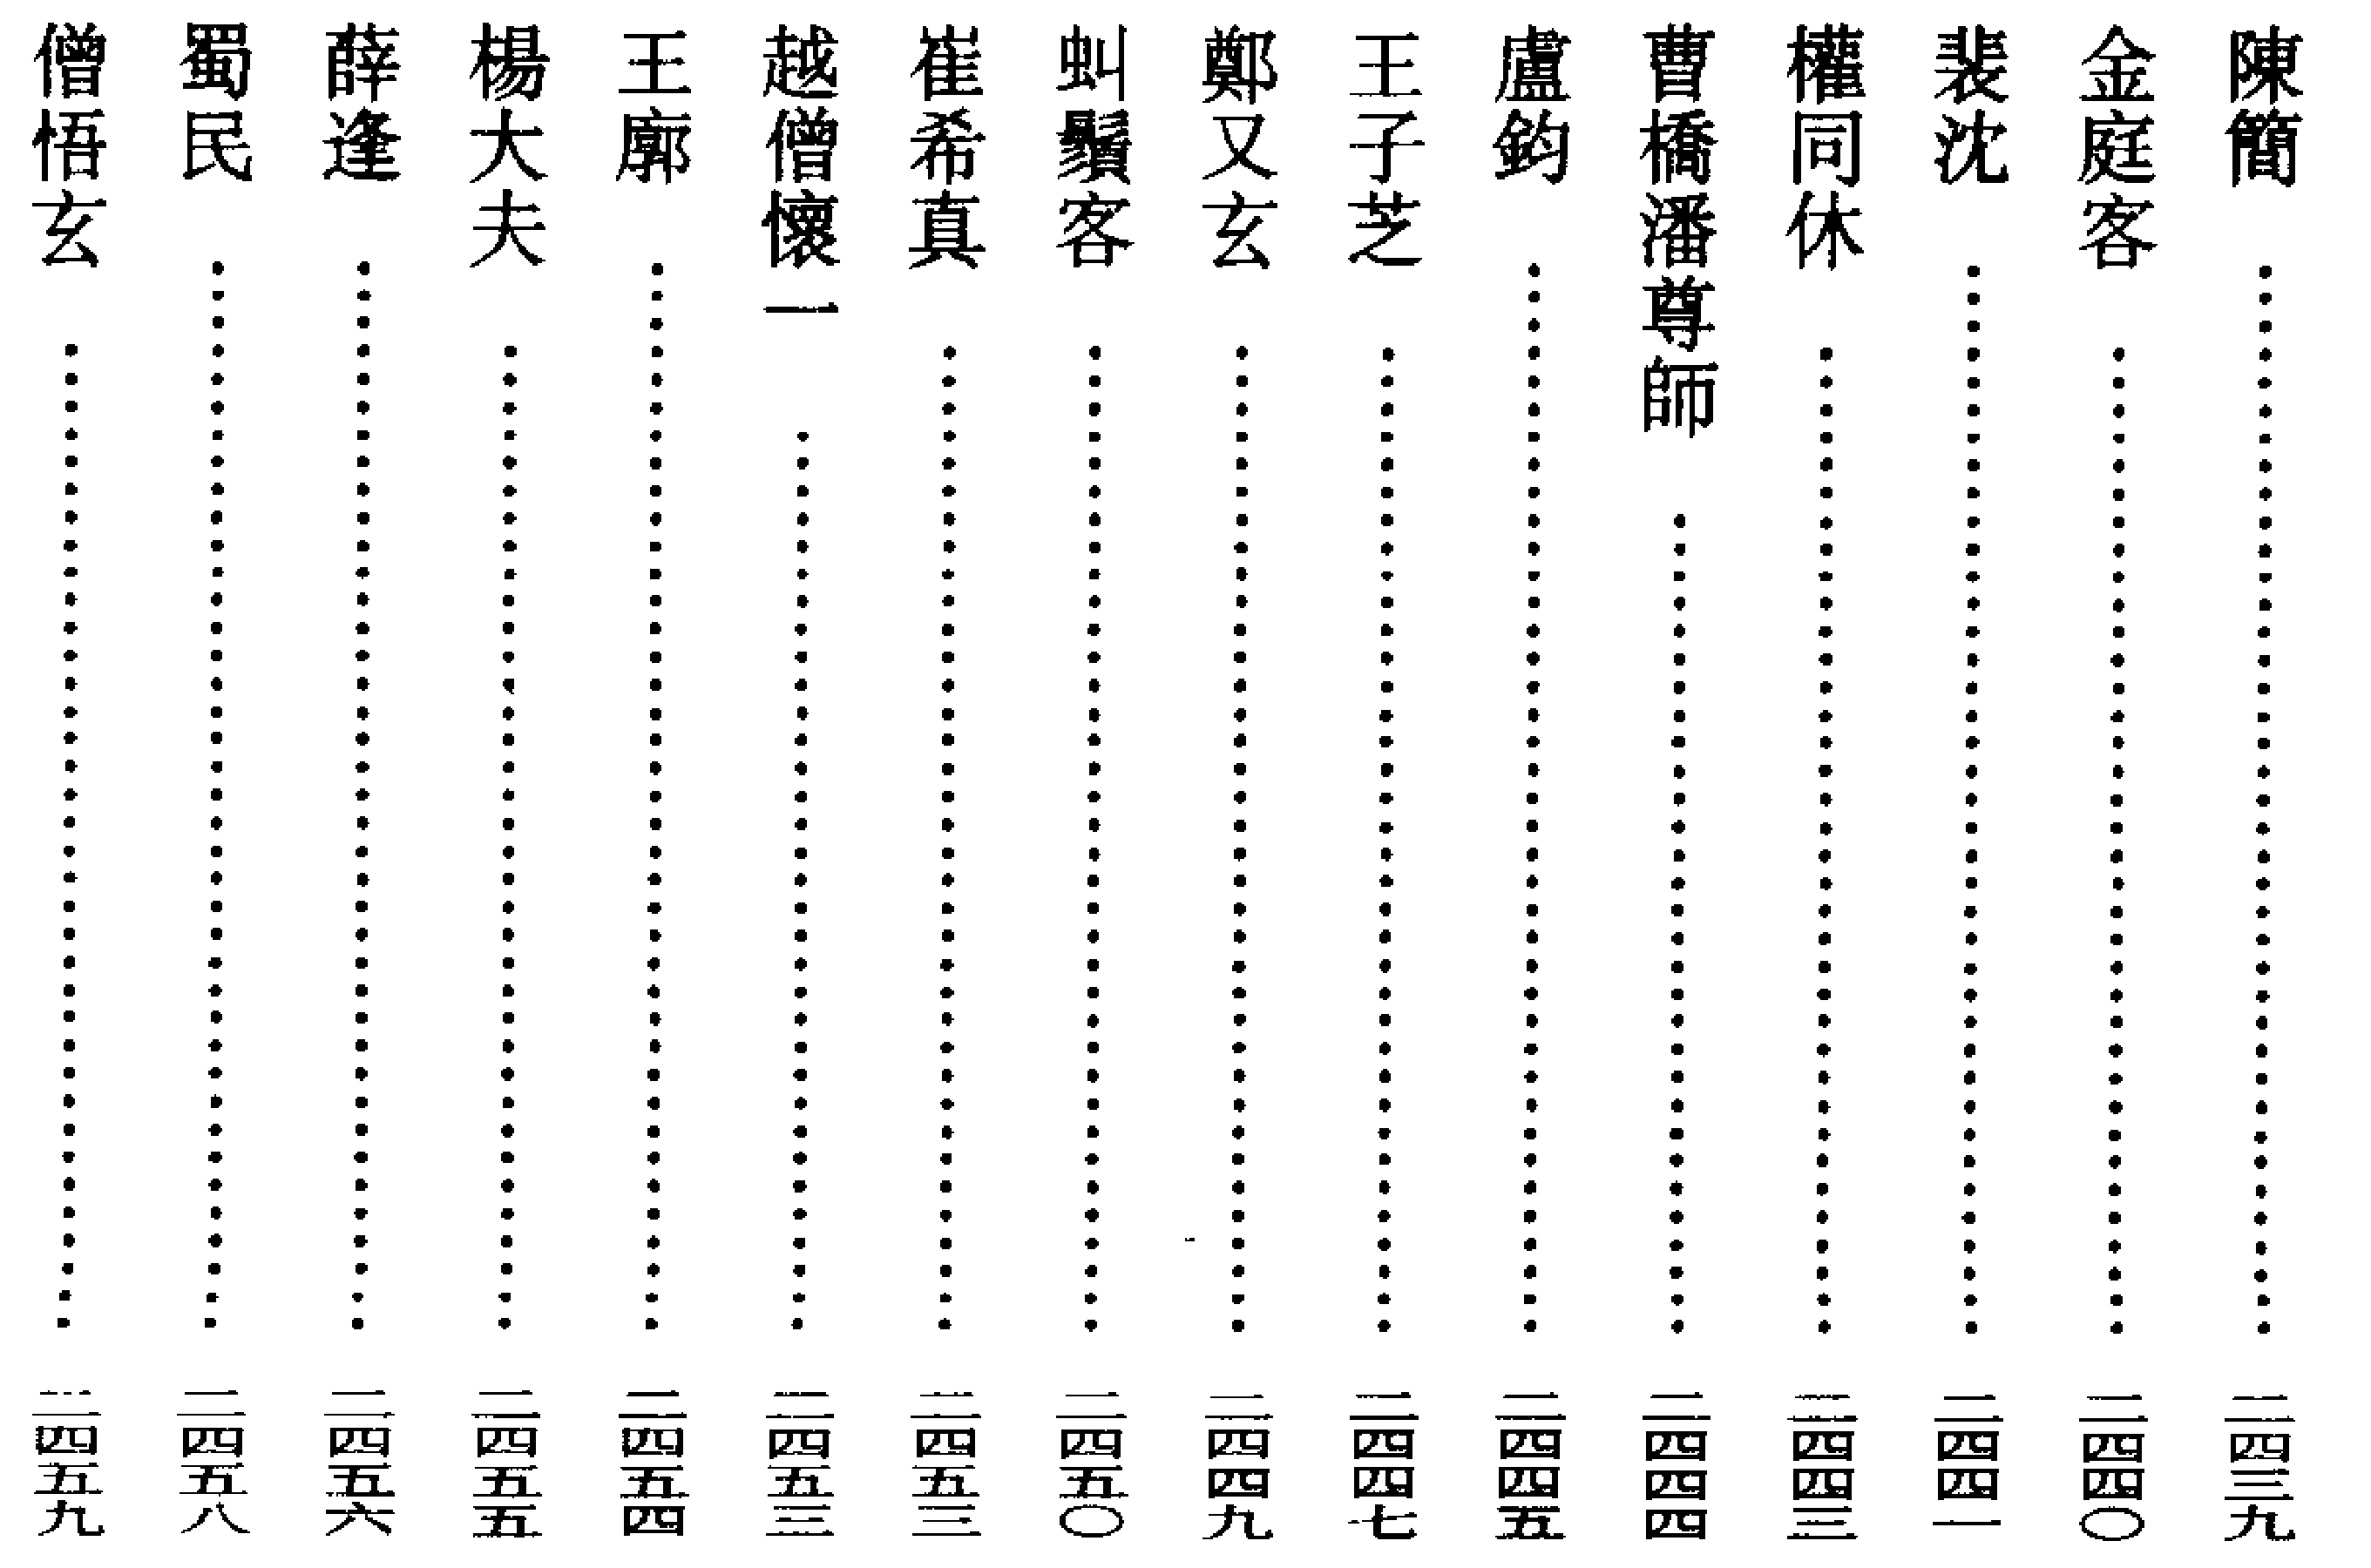 陳簡……二四三九
金庭客……二四四〇
裴沈……二四四一
權同休……二四四三
曹橋潘尊師……二四四四
盧鈞……二四四五
王子芝……二四四七
鄭又玄……二四四九
虬鬚客……二四五〇
崔希真……二四五三
越僧懷一……二四五三
王廓……二四五四
楊大夫……二四五五
薛逢……二四五六
蜀民……二四五八
僧悟玄……二四五九